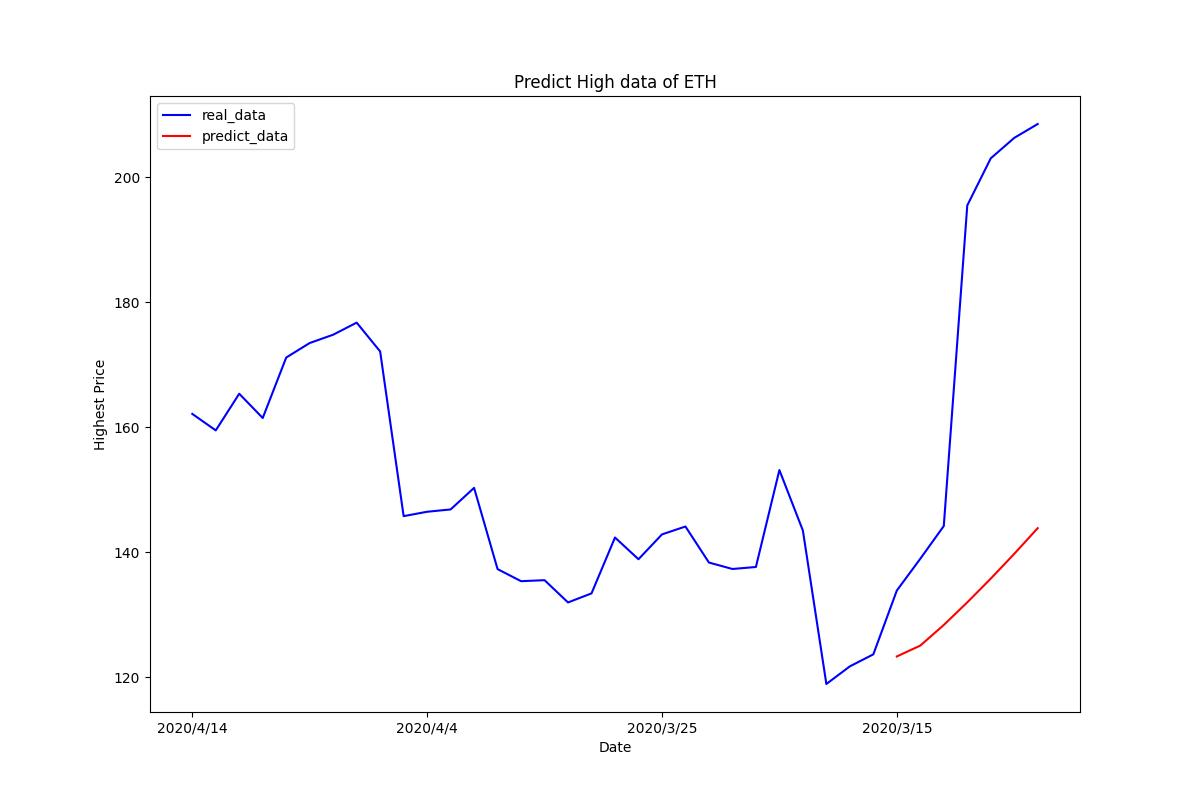 Predict High data of ETH
real_data
predict_data
200
180
160
140
120
Highest Price
2020/4/14
2020/4/4
2020/3/25
2020/3/15
Date